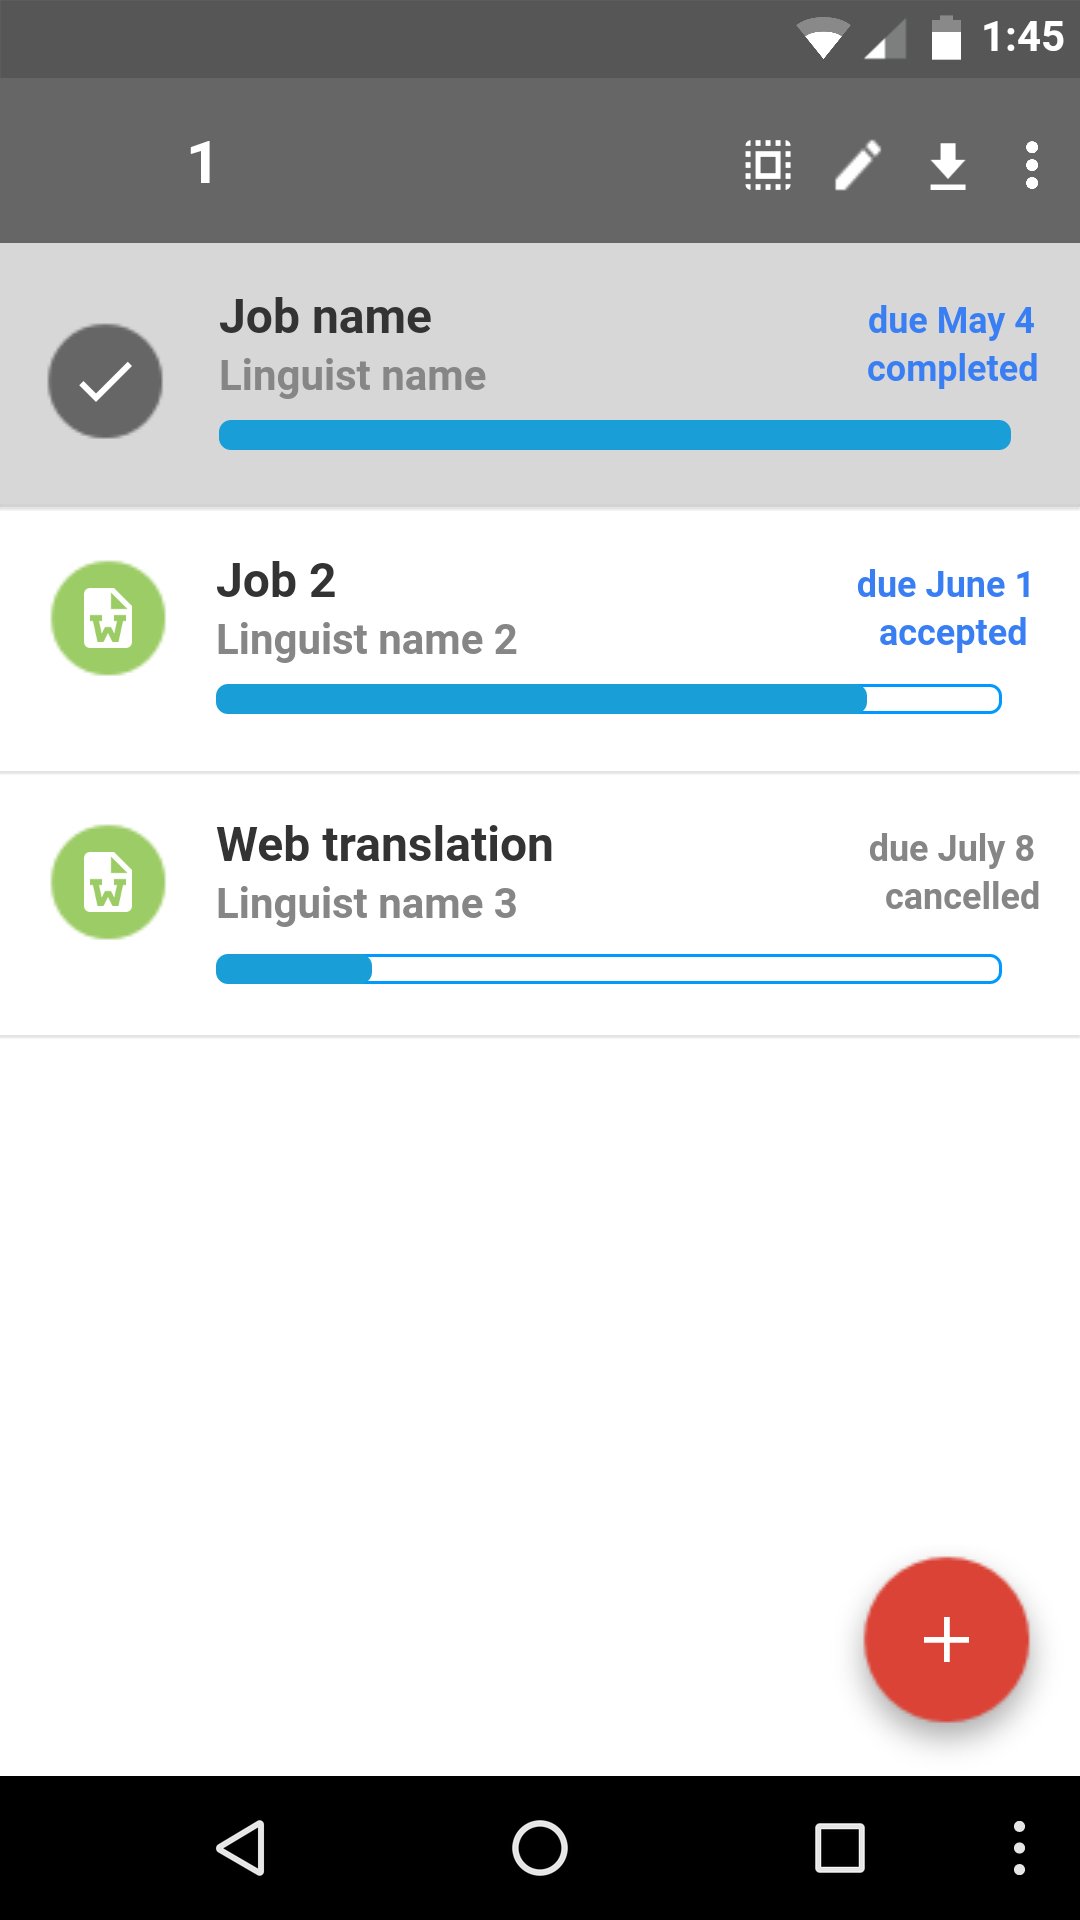 1:45
1
Job name
due May 4
Linguist name
completed
Job 2
due June 1
Linguist name 2
accepted
W
Web translation
due July 8
Linguist name 3
cancelled
W